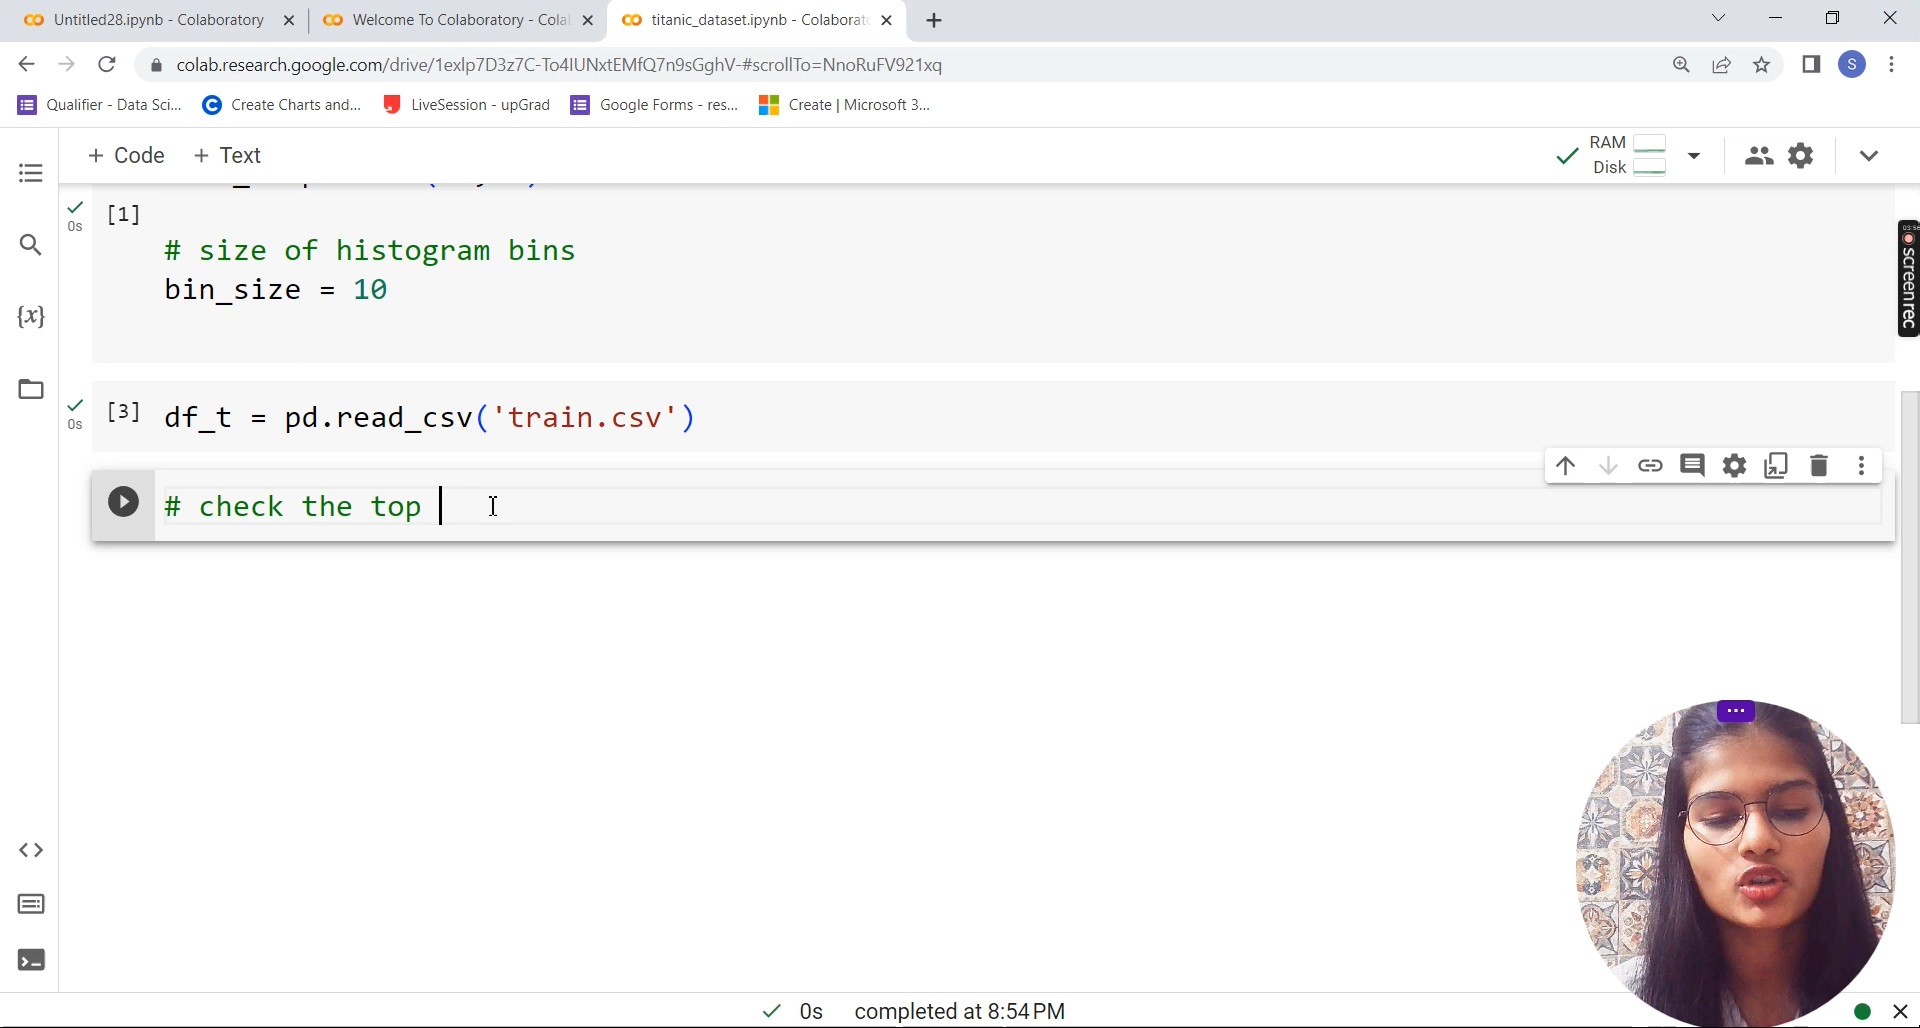 Untitled28.ipynb - Colaboratory
Welcome To Colaboratory - Cola
titanic_dataset.ipynb - Colaborat
colab.research.google.com/drive/1exlp7D3z7C-To4IUNxtEMfQ7n9sGghV-#scrollTo=NnoRuFV921xq
S
Qualifier - Data Sci...
Create Charts and...
LiveSession - upGrad
Google Forms - res...
Create | Microsoft 3...
+ Code
+ Text
RAM
Disk
[1]
0s
# size of histogram bins
bin_size = 10
{x}
03:56
screenrec
[3]
df_t = pd.read_csv('train.csv')
0s
# check the top
0s completed at 8:54 PM